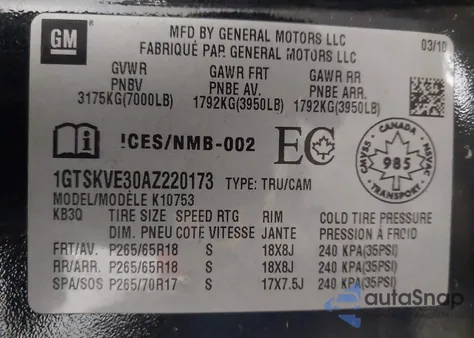 GM
MFD BY GENERAL MOTORS LLC
FABRIQUÉ PAR GENERAL MOTORS LLC
03/10
GVWR GAWR FRT GAWR RR
PNBV PNBE AV. PNBE ARR.
3175KG(7000LB) 1792KG(3950LB) 1792KG(3950LB)
ICES/NMB-002 EC
CANADA
CMVSS 985 NSVAC
TRANSPORT
1GTSKVE30AZ220173 TYPE: TRU/CAM
MODEL/MODÈLE K10753
KB3Q TIRE SIZE SPEED RTG RIM COLD TIRE PRESSURE
DIM. PNEU COTE VITESSE JANTE PRESSION À FROID
FRT/AV. P265/65R18 S 18X8J 240 KPA(35PSI)
RR/ARR. P265/65R18 S 18X8J 240 KPA(35PSI)
SPA/SOS P265/70R17 S 17X7.5J 240 KPA(35PSI)
autoSnap